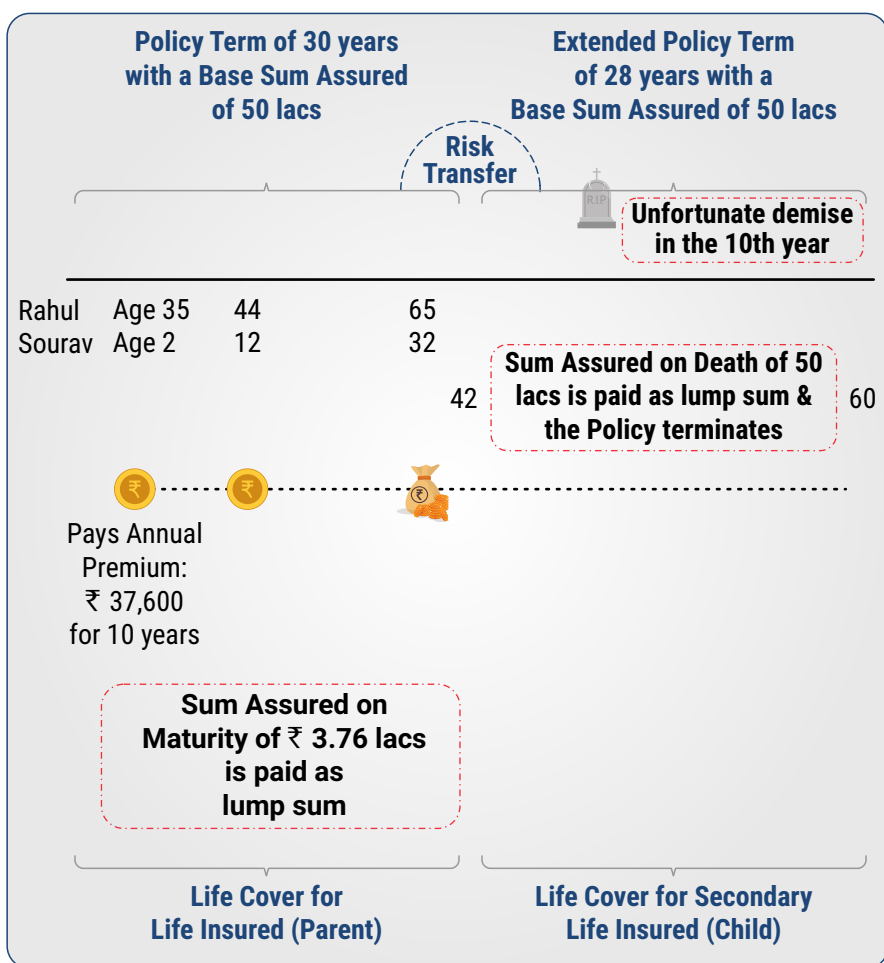 Policy Term of 30 years
with a Base Sum Assured
of 50 lacs
Extended Policy Term
of 28 years with a
Base Sum Assured of 50 lacs
Risk
Transfer
RIP
Unfortunate demise
in the 10th year
Rahul Age 35 44 65
Sourav Age 2 12 32
42
Sum Assured on Death of 50
lacs is paid as lump sum &
the Policy terminates
60
₹ ₹ ₹
Pays Annual
Premium:
₹ 37,600
for 10 years
Sum Assured on
Maturity of ₹ 3.76 lacs
is paid as
lump sum
Life Cover for
Life Insured (Parent)
Life Cover for Secondary
Life Insured (Child)